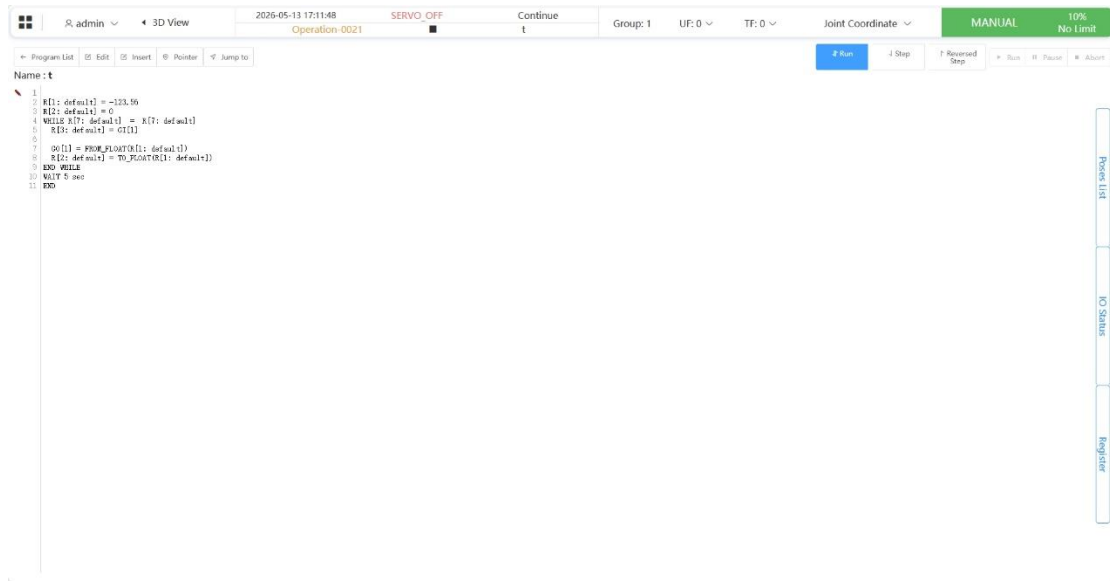 admin
3D View
2026-05-13 17:11:48
SERVO_OFF
Continue
Operation-0021
t
Group: 1
UF: 0
TF: 0
Joint Coordinate
MANUAL
10%
No Limit
Program List
Edit
Insert
Pointer
Jump to
Run
Step
Reversed
Step
Run
Pause
Abort
Name : t
1
2 R[1: default] = -123.56
3 R[2: default] = 0
4 WHILE R[7: default] = R[7: default]
5 R[3: default] = GI[1]
6
7 GO[1] = FROM_FLOAT(R[1: default])
8 R[2: default] = TO_FLOAT(R[1: default])
9 END WHILE
10 WAIT 5 sec
11 END
Poses List
IO Status
Register